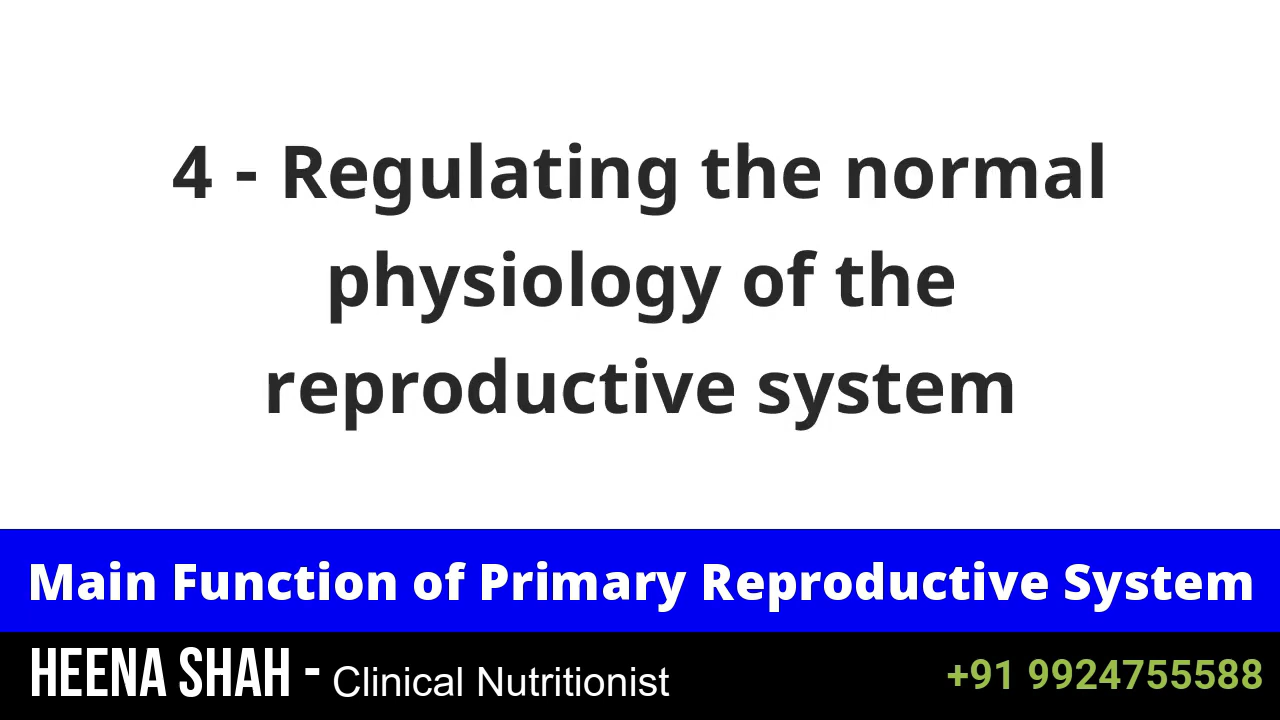 4 - Regulating the normal
physiology of the
reproductive system
Main Function of Primary Reproductive System
HEENA SHAH - Clinical Nutritionist
+91 9924755588